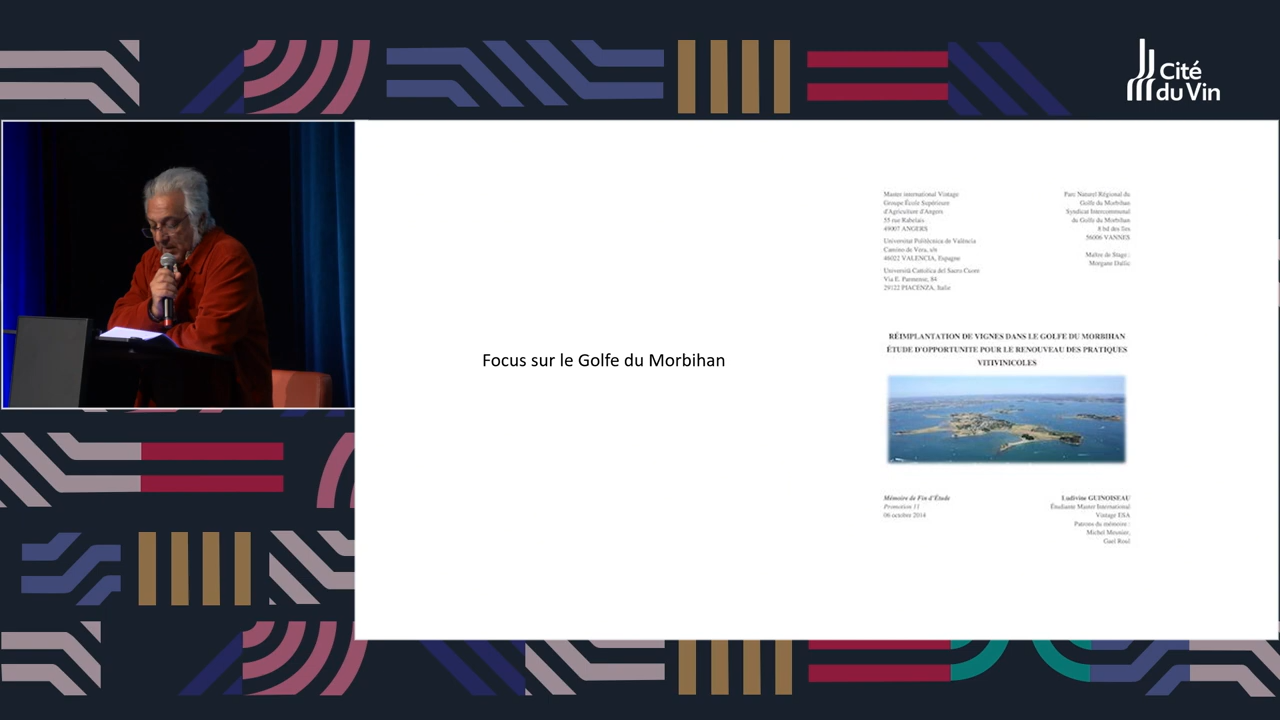 Cité
du Vin
Focus sur le Golfe du Morbihan
Master international Vintage
Groupe École Supérieure
d'Agriculture d'Angers
55 rue Rabelais
49007 ANGERS
Universitat Politècnica de València
Camino de Vera, s/n
46022 VALENCIA, Espagne
Università Cattolica del Sacro Cuore
Via E. Parmense, 84
29122 PIACENZA, Italie
Parc Naturel Régional du
Golfe du Morbihan
Syndicat Intercommunal
du Golfe du Morbihan
8 bd des Îles
56006 VANNES
Maître de Stage :
Morgane Dallic
RÉIMPLANTATION DE VIGNES DANS LE GOLFE DU MORBIHAN
ÉTUDE D'OPPORTUNITE POUR LE RENOUVEAU DES PRATIQUES
VITIVINICOLES
Mémoire de Fin d'Étude
Promotion 11
06 octobre 2014
Ludivine GUINOISEAU
Étudiante Master International
Vintage ESA
Patrons du mémoire :
Michel Mesnier,
Gael Roul